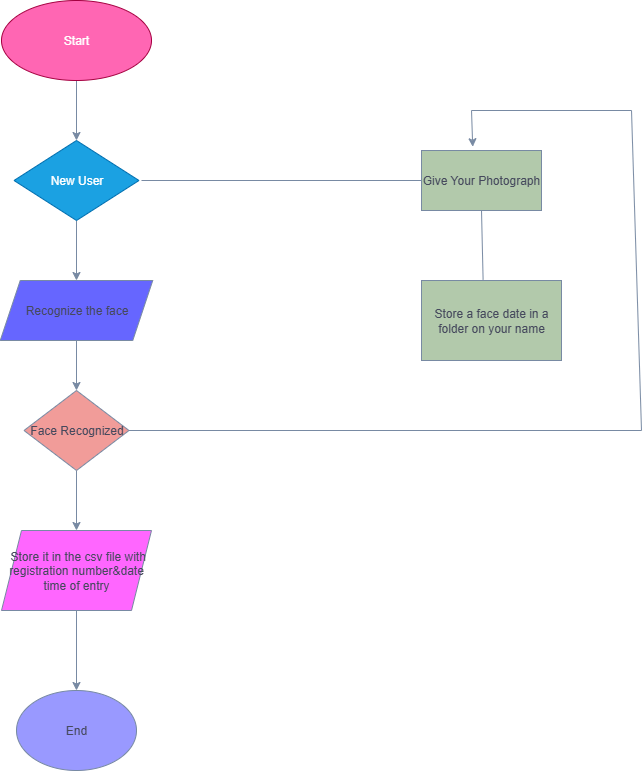 Start
New User
Give Your Photograph
Recognize the face
Store a face date in a
folder on your name
Face Recognized
Store it in the csv file with
registration number&date
time of entry
End